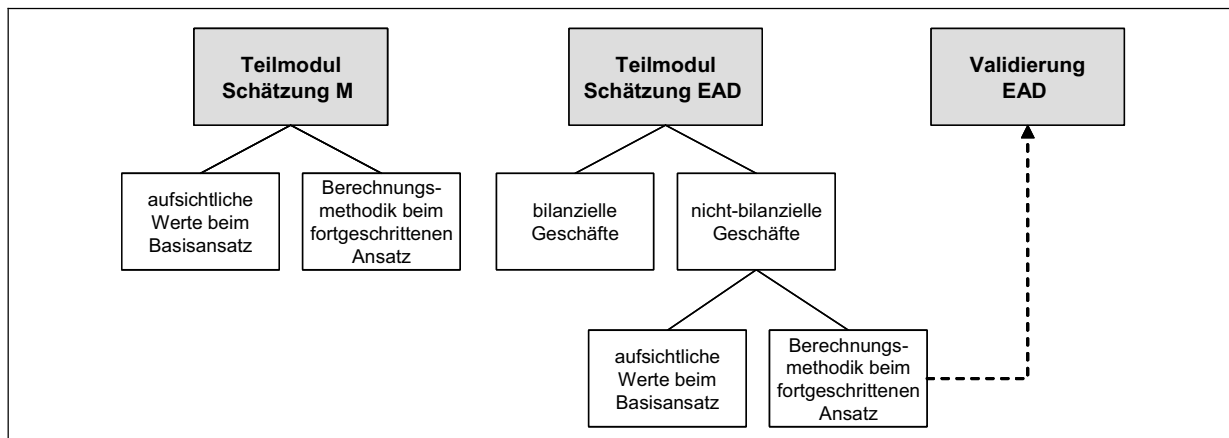 Teilmodul
Schätzung M
Teilmodul
Schätzung EAD
Validierung
EAD
aufsichtliche
Werte beim
Basisansatz
Berechnungs-
methodik beim
fortgeschrittenen
Ansatz
bilanzielle
Geschäfte
nicht-bilanzielle
Geschäfte
aufsichtliche
Werte beim
Basisansatz
Berechnungs-
methodik beim
fortgeschrittenen
Ansatz